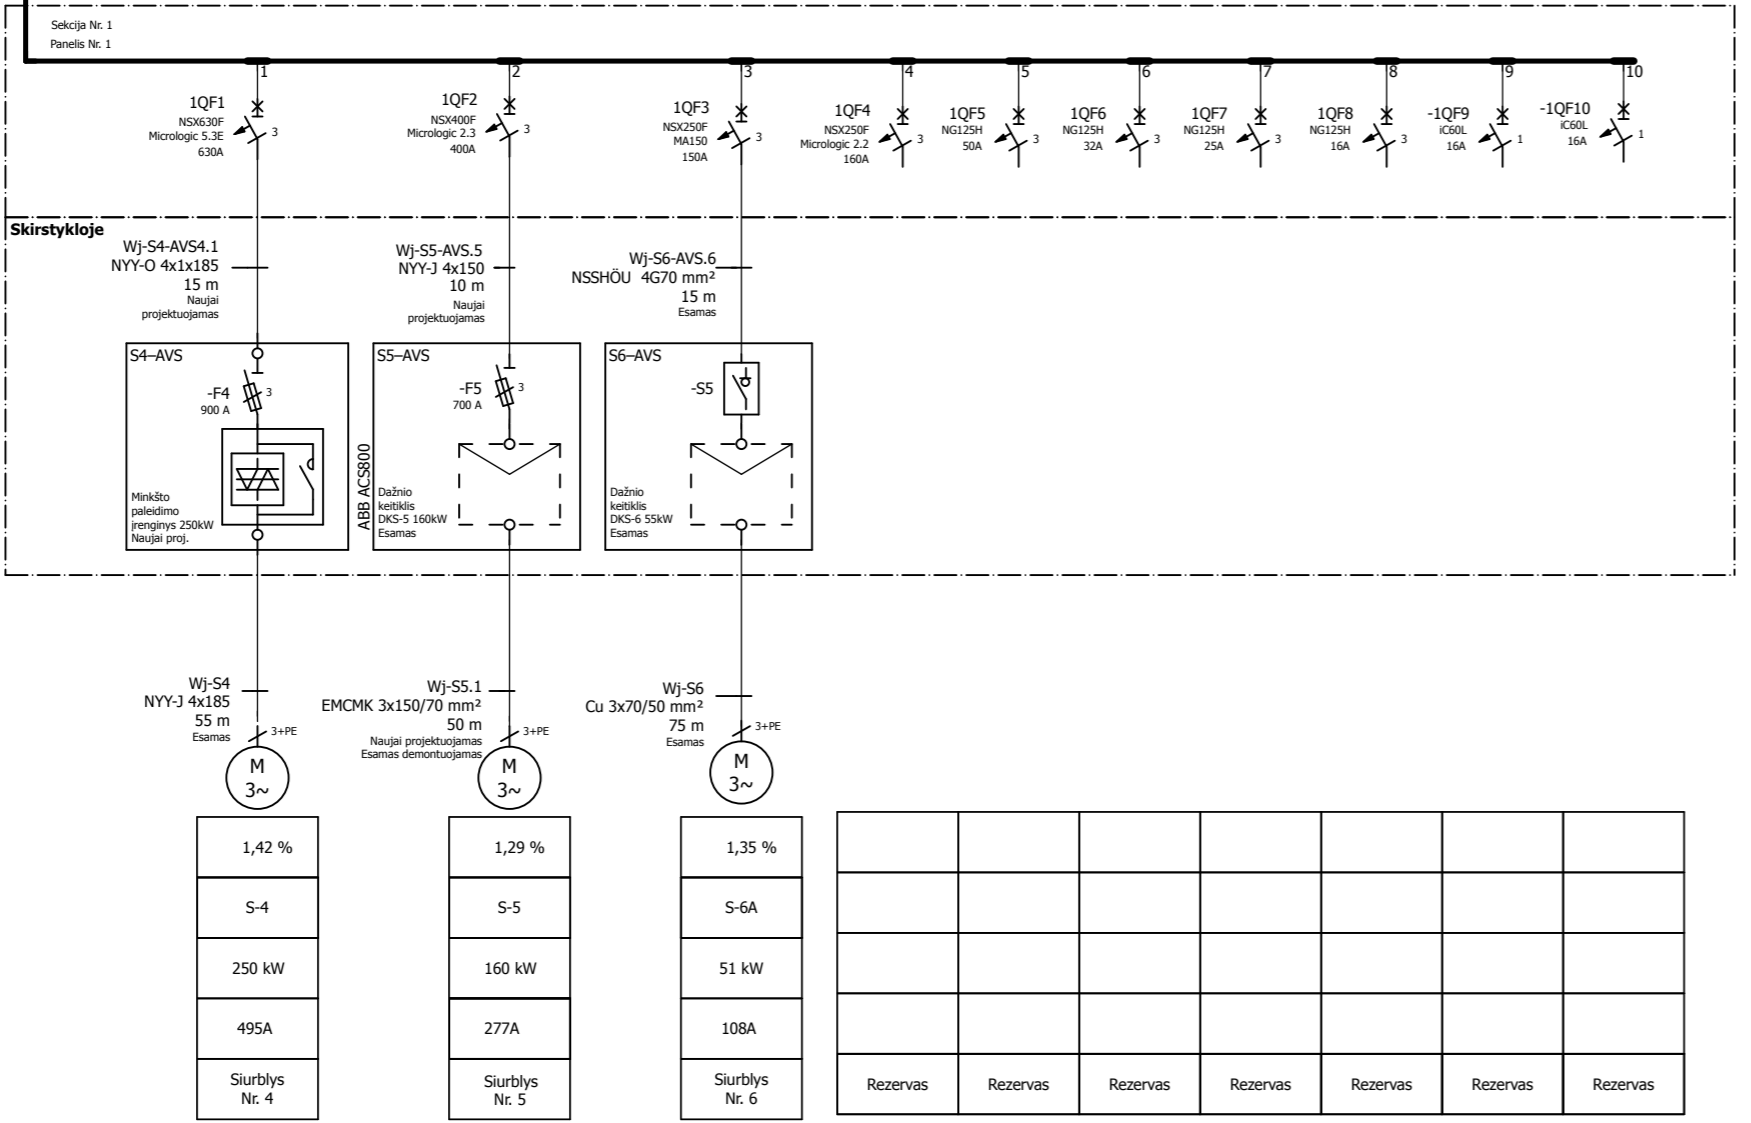 Sekcija Nr. 1
Panelis Nr. 1
1
2
3
4
5
6
7
8
9
10
1QF1
NSX630F
Micrologic 5.3E
630A
3
1QF2
NSX400F
Micrologic 2.3
400A
3
1QF3
NSX250F
MA150
150A
3
1QF4
NSX250F
Micrologic 2.2
160A
3
1QF5
NG125H
50A
3
1QF6
NG125H
32A
3
1QF7
NG125H
25A
3
1QF8
NG125H
16A
3
-1QF9
iC60L
16A
1
-1QF10
iC60L
16A
1
Skirstykloje
Wj-S4-AVS4.1
NYY-O 4x1x185
15 m
Naujai
projektuojamas
Wj-S5-AVS.5
NYY-J 4x150
10 m
Naujai
projektuojamas
Wj-S6-AVS.6
NSSHÖU 4G70 mm²
15 m
Esamas
S4–AVS
-F4
900 A
3
Minkšto
paleidimo
įrenginys 250kW
Naujai proj.
ABB ACS800
S5–AVS
-F5
700 A
3
Dažnio
keitiklis
DKS-5 160kW
Esamas
S6–AVS
-S5
Dažnio
keitiklis
DKS-6 55kW
Esamas
Wj-S4
NYY-J 4x185
55 m
Esamas
3+PE
M
3~
Wj-S5.1
EMCMK 3x150/70 mm²
50 m
Naujai projektuojamas
Esamas demontuojamas
3+PE
M
3~
Wj-S6
Cu 3x70/50 mm²
75 m
Esamas
3+PE
M
3~
1,42 %
S-4
250 kW
495A
Siurblys
Nr. 4
1,29 %
S-5
160 kW
277A
Siurblys
Nr. 5
1,35 %
S-6A
51 kW
108A
Siurblys
Nr. 6
Rezervas
Rezervas
Rezervas
Rezervas
Rezervas
Rezervas
Rezervas